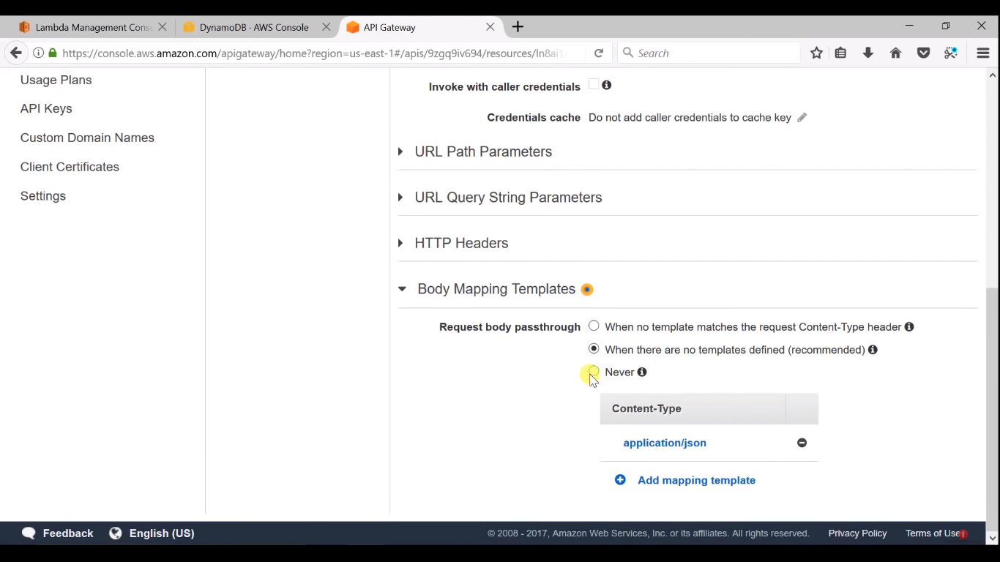 Lambda Management Cons
DynamoDB · AWS Console
API Gateway
https://console.aws.amazon.com/apigateway/home?region=us-east-1#/apis/9zgq9iv694/resources/ln8ai1
Search
Usage Plans
API Keys
Custom Domain Names
Client Certificates
Settings
Invoke with caller credentials
Credentials cache Do not add caller credentials to cache key
URL Path Parameters
URL Query String Parameters
HTTP Headers
Body Mapping Templates
Request body passthrough When no template matches the request Content-Type header
When there are no templates defined (recommended)
Never
Content-Type
application/json
Add mapping template
Feedback English (US) © 2008 - 2017, Amazon Web Services, Inc. or its affiliates. All rights reserved. Privacy Policy Terms of Use